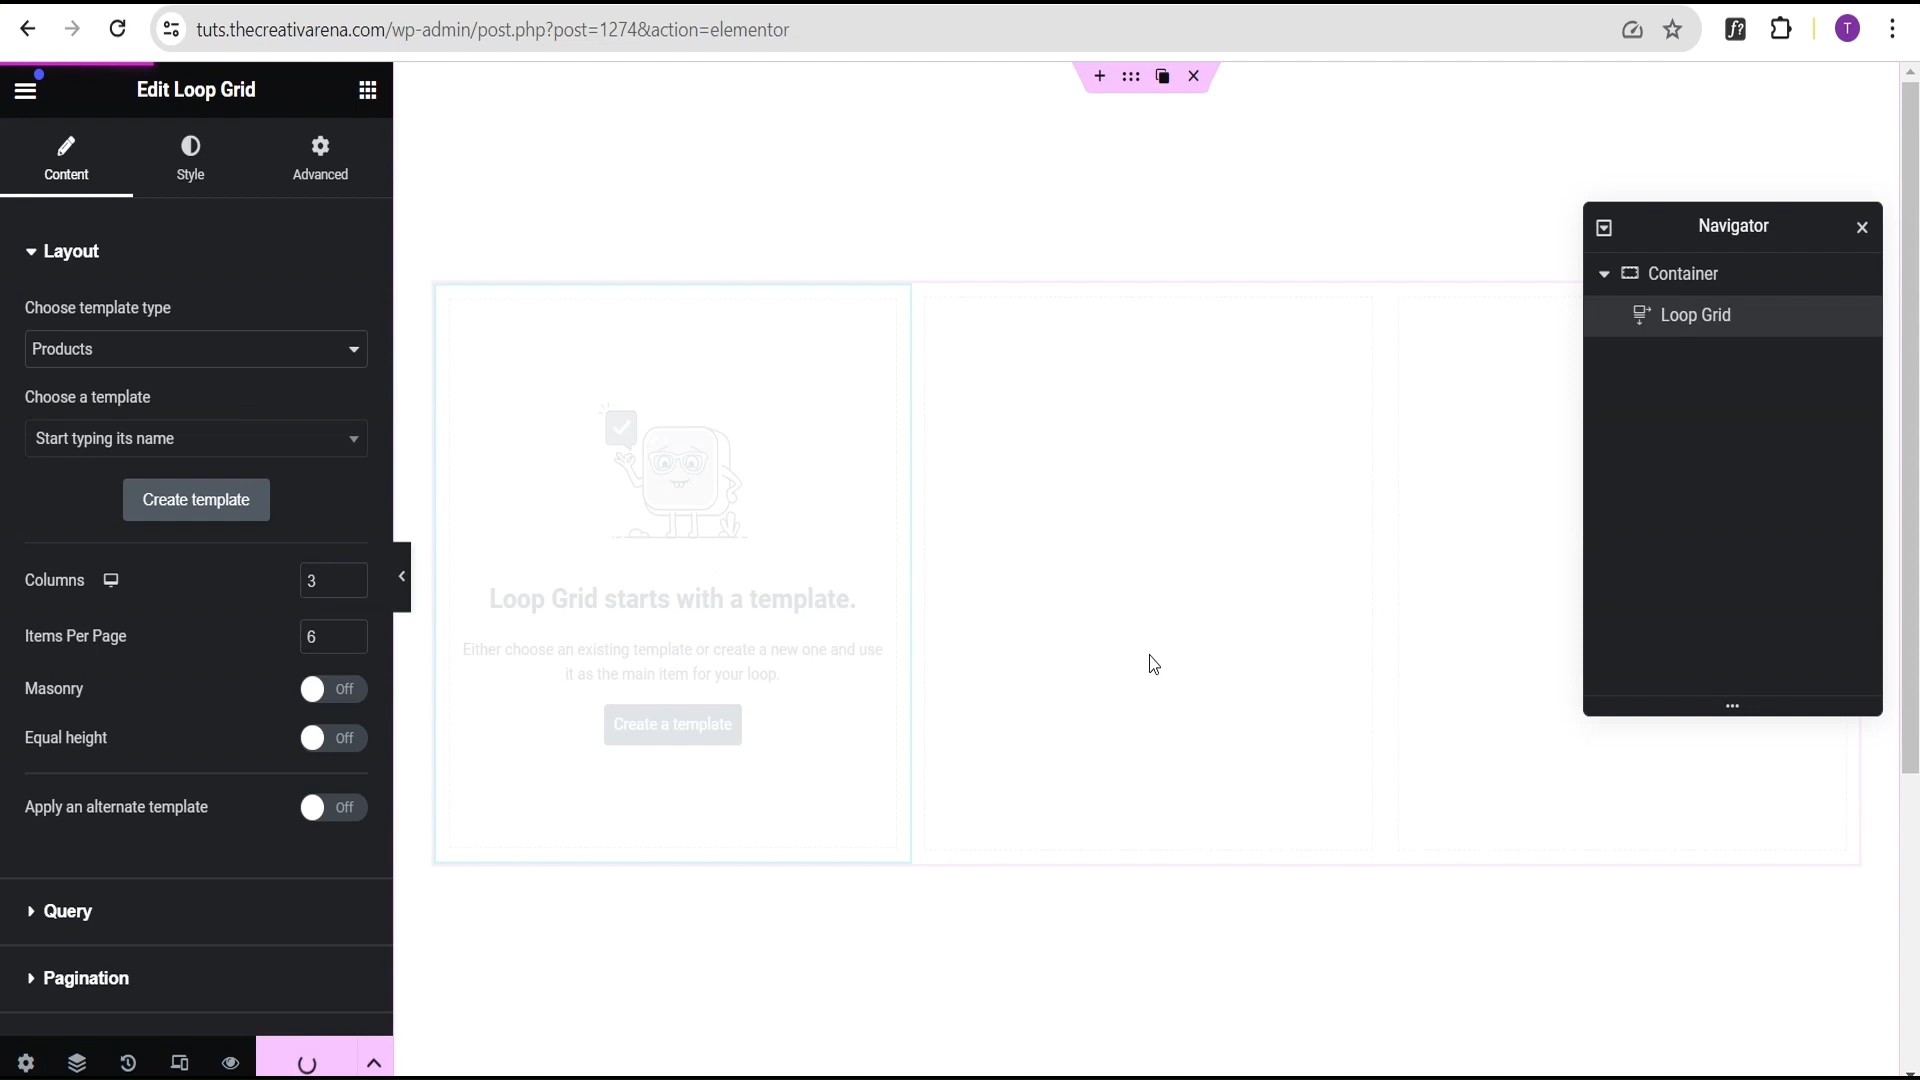 tuts.thecreativarena.com/wp-admin/post.php?post=1274&action=elementor
f?
T
Edit Loop Grid
Content
Style
Advanced
Layout
Choose template type
Products
Choose a template
Start typing its name
Create template
Columns
3
Items Per Page
6
Masonry
Off
Equal height
Off
Apply an alternate template
Off
Query
Pagination
Loop Grid starts with a template.
Either choose an existing template or create a new one and use
it as the main item for your loop.
Create a template
Navigator
Container
Loop Grid